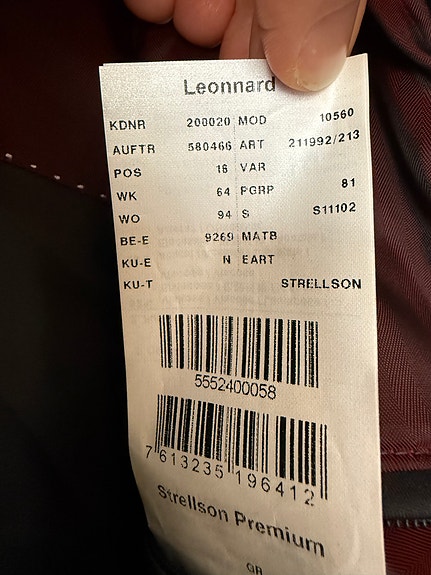 Leonnard
KDNR 200020 MOD 10560
AUFTR 580466 ART 211992/213
POS 16 VAR
WK 64 PGRP 81
WO 94 S S11102
BE-E 9269 MATB
KU-E N EART
KU-T STRELLSON
5552400058
7 613235 196412
Strellson Premium